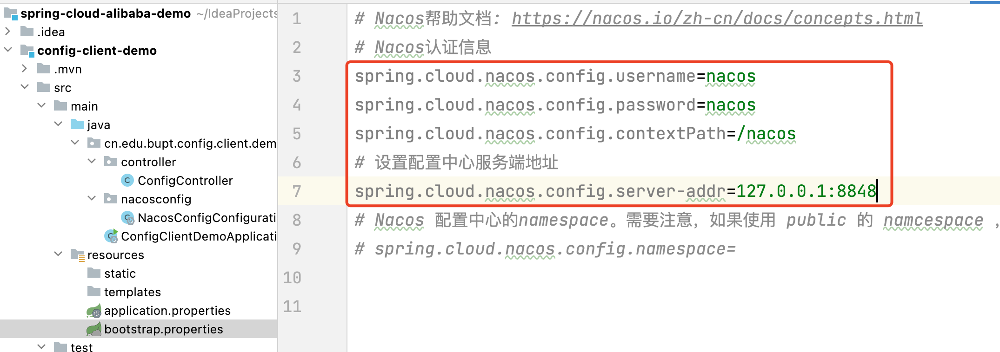 spring-cloud-alibaba-demo ~/IdeaProjects
.idea
config-client-demo
.mvn
src
main
java
cn.edu.bupt.config.client.dem
controller
ConfigController
nacosconfig
NacosConfigConfigurati
ConfigClientDemoApplicati
resources
static
templates
application.properties
bootstrap.properties
test
1 # Nacos帮助文档: https://nacos.io/zh-cn/docs/concepts.html
2 # Nacos认证信息
3 spring.cloud.nacos.config.username=nacos
4 spring.cloud.nacos.config.password=nacos
5 spring.cloud.nacos.config.contextPath=/nacos
6 # 设置配置中心服务端地址
7 spring.cloud.nacos.config.server-addr=127.0.0.1:8848
8 # Nacos 配置中心的namespace。需要注意，如果使用 public 的 namcespace ，
9 # spring.cloud.nacos.config.namespace=
10
11